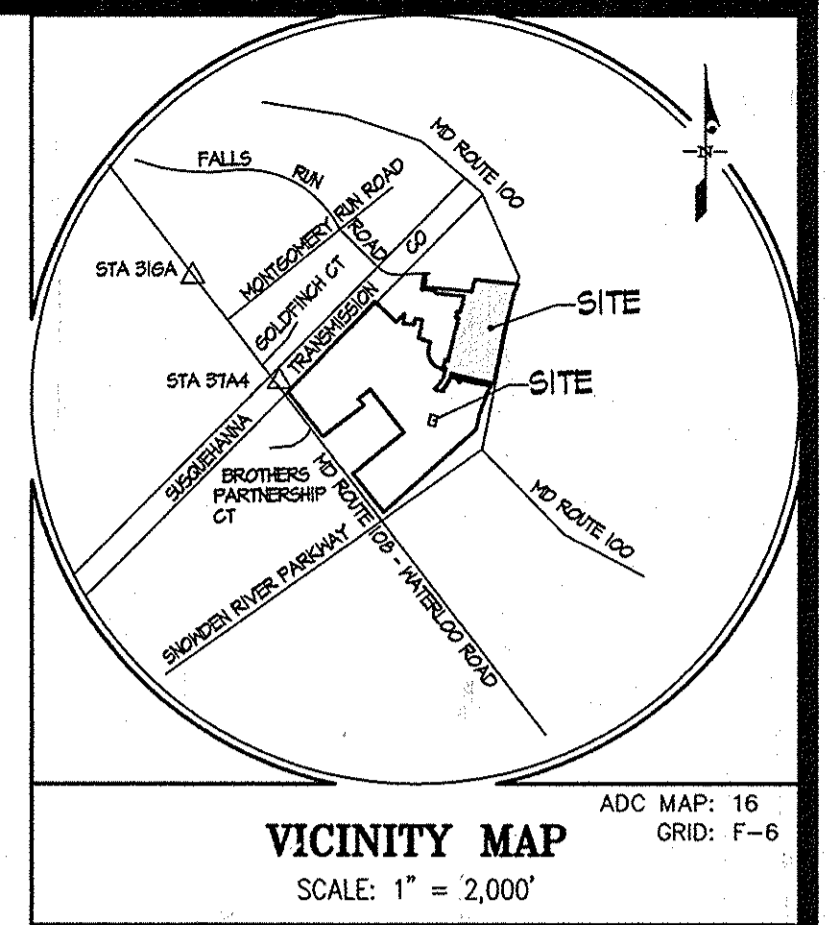 MD ROUTE 100
FALLS RUN ROAD
MONTGOMERY RUN ROAD
N
STA 316A
GOLDFINCH CT
SUSQUEHANNA TRANSMISSION CO
SITE
STA 37A4
SITE
BROTHERS
PARTNERSHIP
CT
MD ROUTE 108 - WATERLOO ROAD
MD ROUTE 100
SNOWDEN RIVER PARKWAY
ADC MAP: 16
GRID: F-6
VICINITY MAP
SCALE: 1" = 2,000'